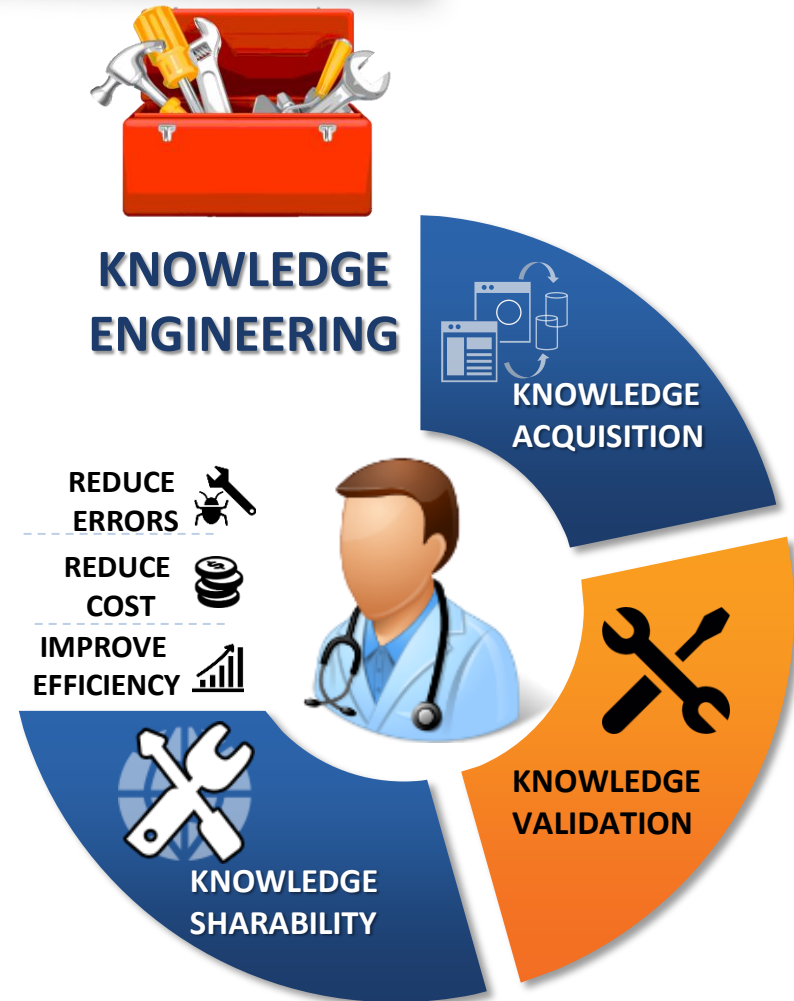 KNOWLEDGE
ENGINEERING
KNOWLEDGE
ACQUISITION
REDUCE
ERRORS
REDUCE
COST
IMPROVE
EFFICIENCY
KNOWLEDGE
VALIDATION
KNOWLEDGE
SHARABILITY